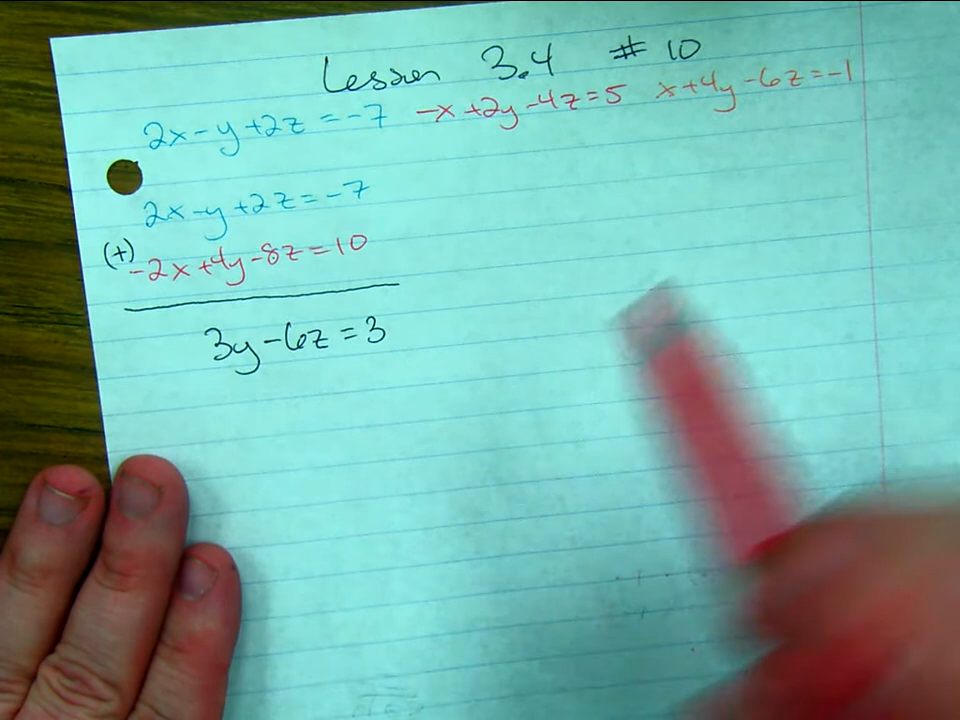 Lesson 3.4 # 10
2x-y+2z=-7 -x+2y-4z=5 x+4y-6z=-1
2x-y+2z=-7
(+) -2x+4y-8z=10
3y-6z=3